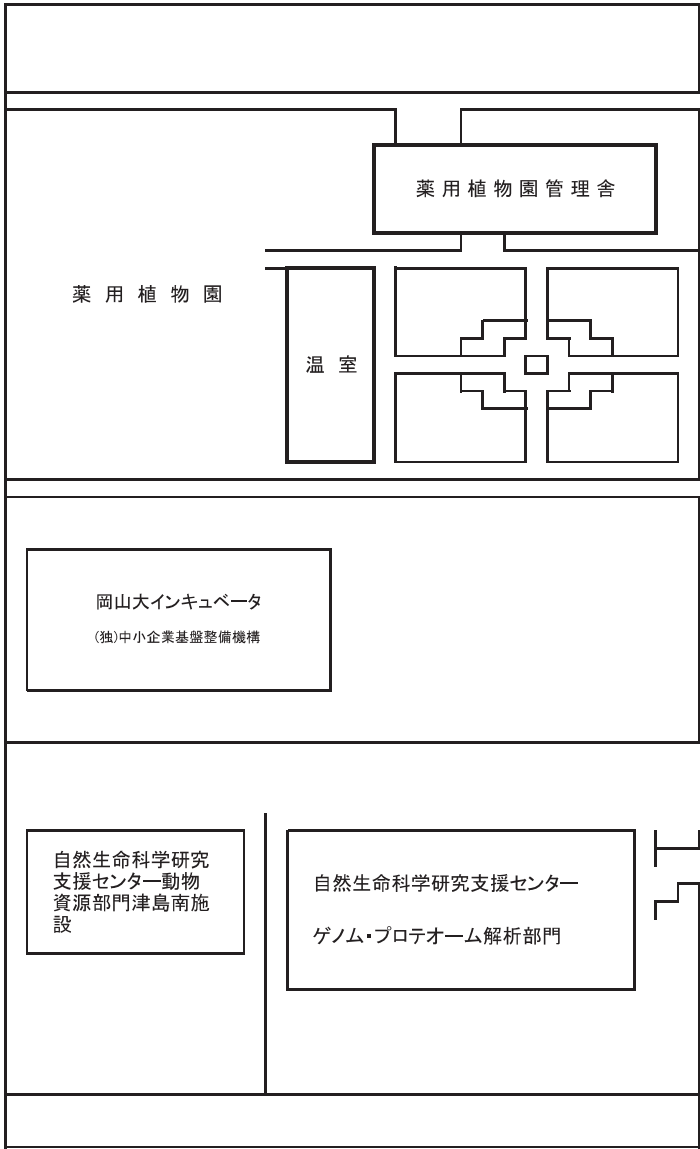 薬用植物園管理舎
薬用植物園
温室
岡山大インキュベータ
(独)中小企業基盤整備機構
自然生命科学研究
支援センター動物
資源部門津島南施
設
自然生命科学研究支援センター
ゲノム・プロテオーム解析部門